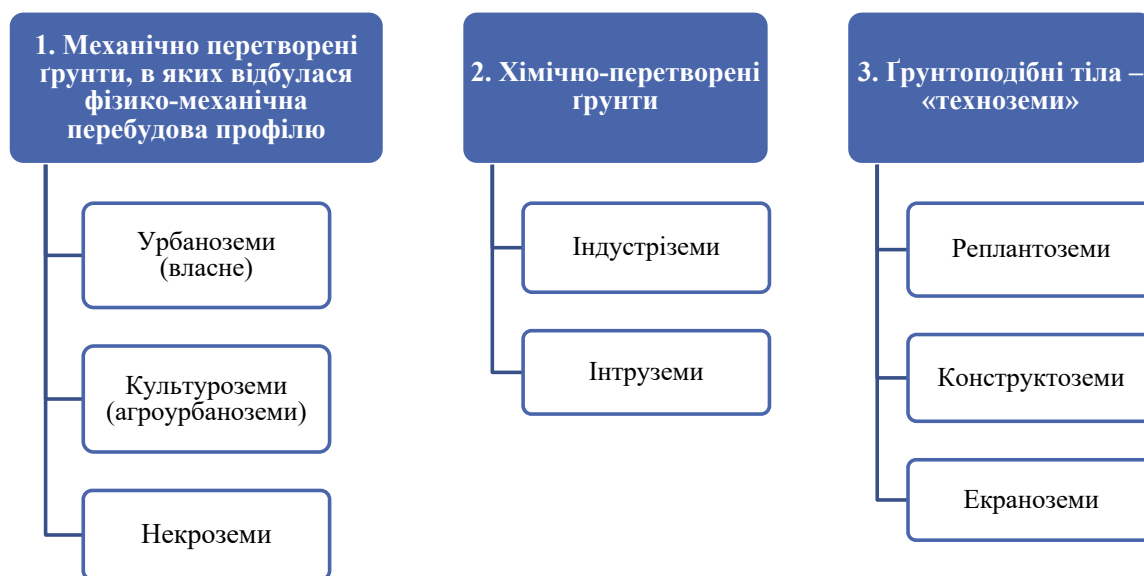 1. Механічно перетворені
ґрунти, в яких відбулася
фізико-механічна
перебудова профілю
Урбаноземи
(власне)
Культуроземи
(агроурбаноземи)
Некроземи
2. Хімічно-перетворені
ґрунти
Індустріземи
Інтруземи
3. Ґрунтоподібні тіла –
«техноземи»
Реплантоземи
Конструктоземи
Екраноземи